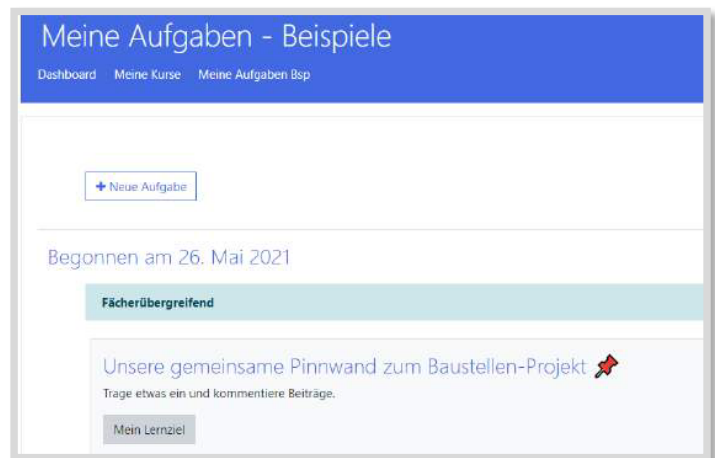 Meine Aufgaben - Beispiele
Dashboard Meine Kurse Meine Aufgaben Bsp
+ Neue Aufgabe
Begonnen am 26. Mai 2021
Fächerübergreifend
Unsere gemeinsame Pinnwand zum Baustellen-Projekt
Trage etwas ein und kommentiere Beiträge.
Mein Lernziel